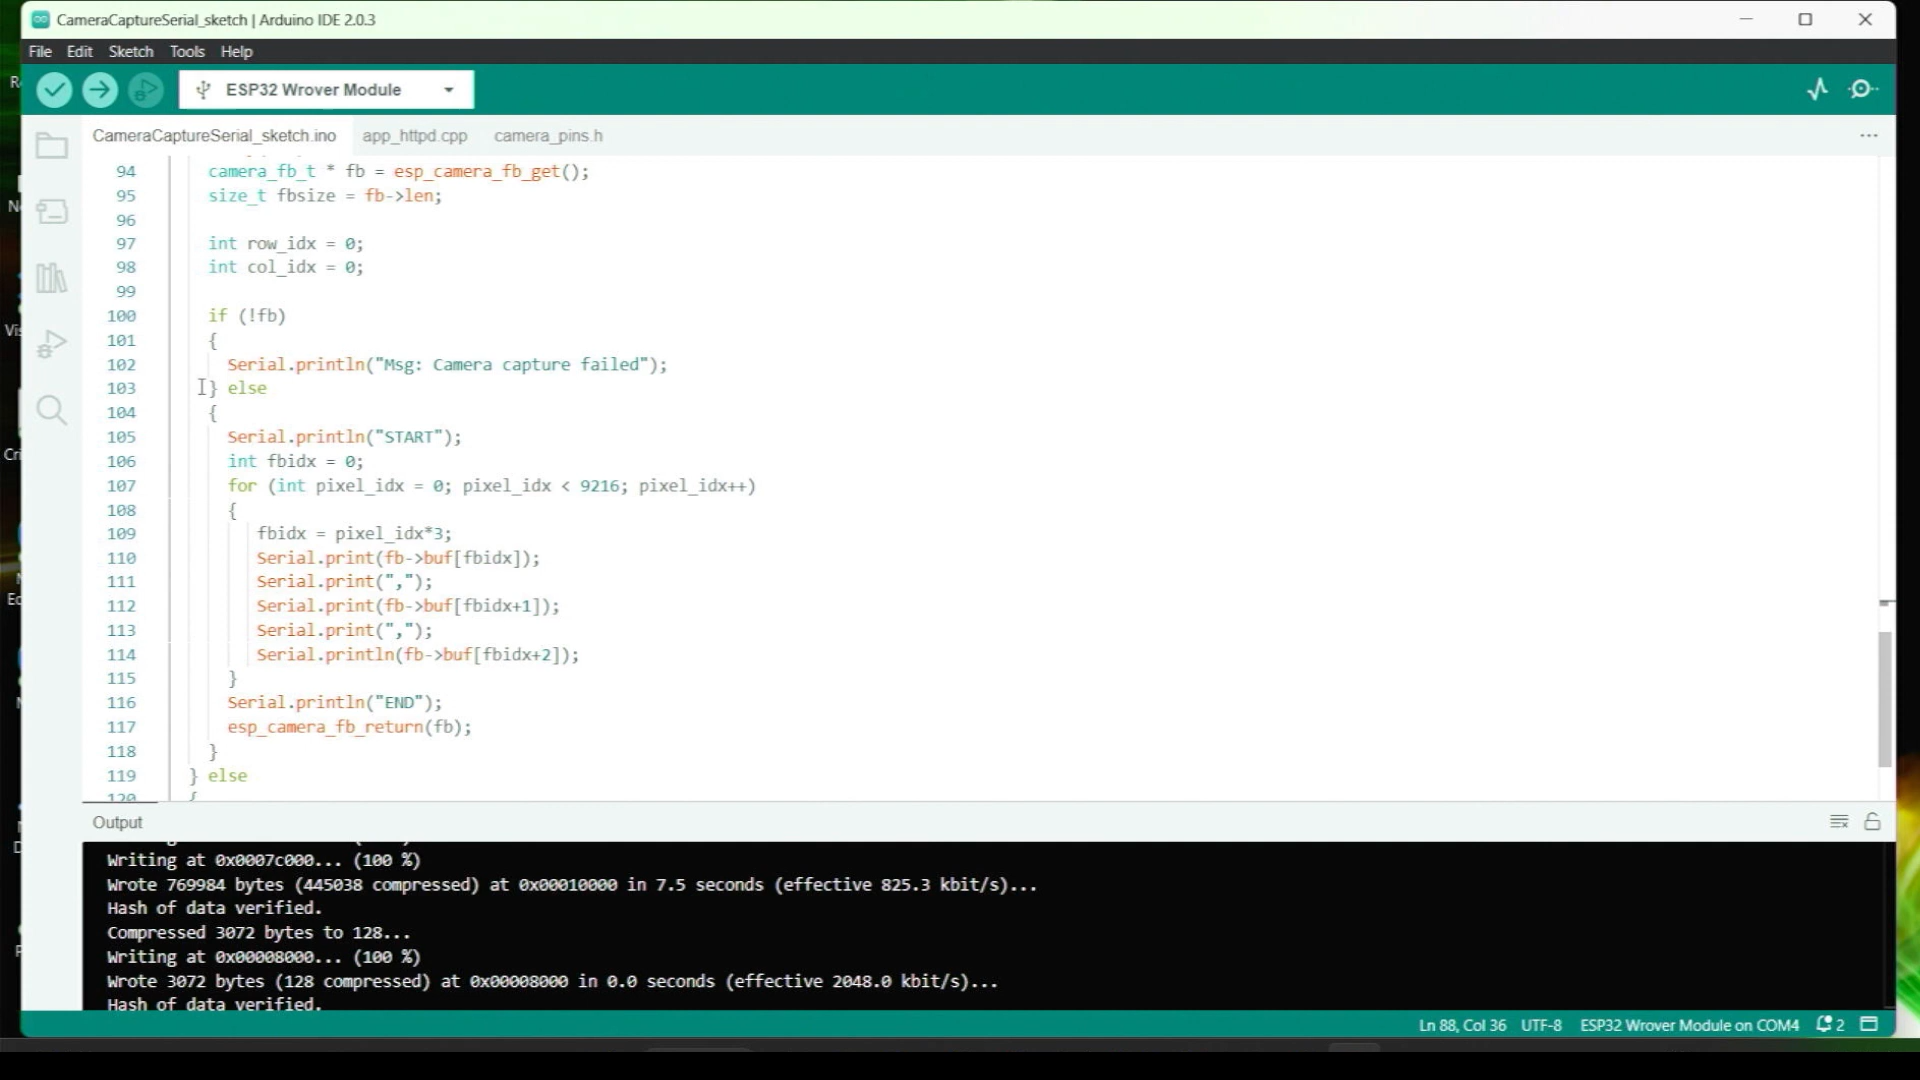 CameraCaptureSerial_sketch | Arduino IDE 2.0.3
File Edit Sketch Tools Help
ESP32 Wrover Module
CameraCaptureSerial_sketch.ino app_httpd.cpp camera_pins.h
94 camera_fb_t * fb = esp_camera_fb_get();
95 size_t fbsize = fb->len;
96
97 int row_idx = 0;
98 int col_idx = 0;
99
100 if (!fb)
101 {
102 Serial.println("Msg: Camera capture failed");
103 } else
104 {
105 Serial.println("START");
106 int fbidx = 0;
107 for (int pixel_idx = 0; pixel_idx < 9216; pixel_idx++)
108 {
109 fbidx = pixel_idx*3;
110 Serial.print(fb->buf[fbidx]);
111 Serial.print(",");
112 Serial.print(fb->buf[fbidx+1]);
113 Serial.print(",");
114 Serial.println(fb->buf[fbidx+2]);
115 }
116 Serial.println("END");
117 esp_camera_fb_return(fb);
118 }
119 } else
120 {
Output
Writing at 0x0007c000... (100 %)
Wrote 769984 bytes (445038 compressed) at 0x00010000 in 7.5 seconds (effective 825.3 kbit/s)...
Hash of data verified.
Compressed 3072 bytes to 128...
Writing at 0x00008000... (100 %)
Wrote 3072 bytes (128 compressed) at 0x00008000 in 0.0 seconds (effective 2048.0 kbit/s)...
Hash of data verified.
Ln 88, Col 36 UTF-8 ESP32 Wrover Module on COM4 2